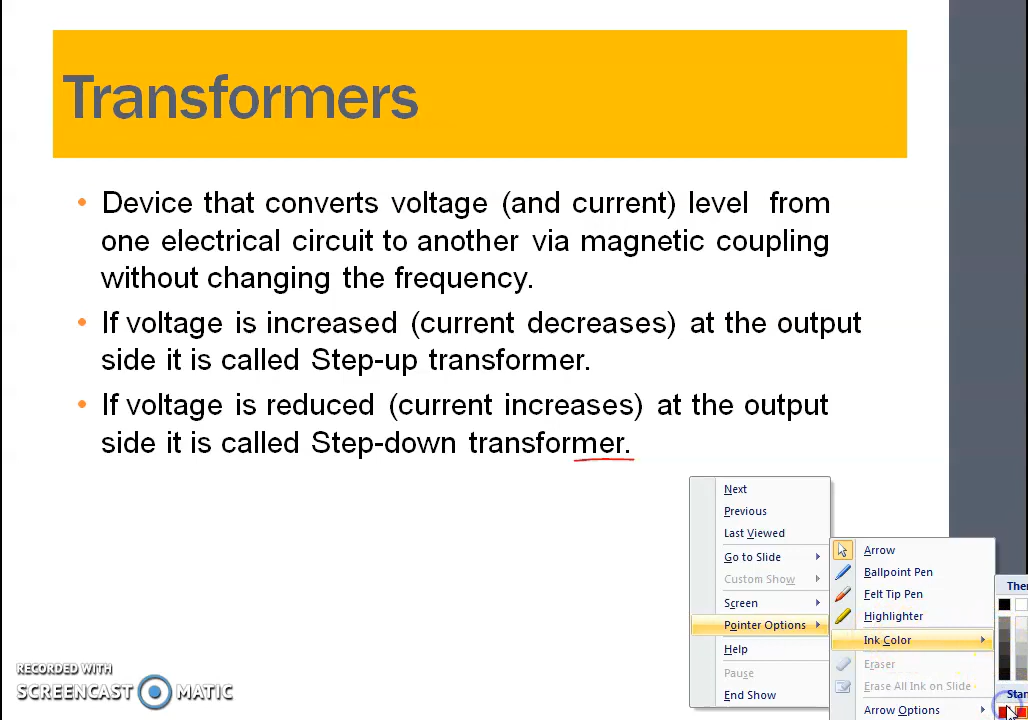 Transformers
• Device that converts voltage (and current) level from
one electrical circuit to another via magnetic coupling
without changing the frequency.
• If voltage is increased (current decreases) at the output
side it is called Step-up transformer.
• If voltage is reduced (current increases) at the output
side it is called Step-down transformer.
Next
Previous
Last Viewed
Go to Slide
Custom Show
Screen
Pointer Options
Help
Pause
End Show
Arrow
Ballpoint Pen
Felt Tip Pen
Highlighter
Ink Color
Eraser
Erase All Ink on Slide
Arrow Options
Ther
Stan
RECORDED WITH
SCREENCAST MATIC